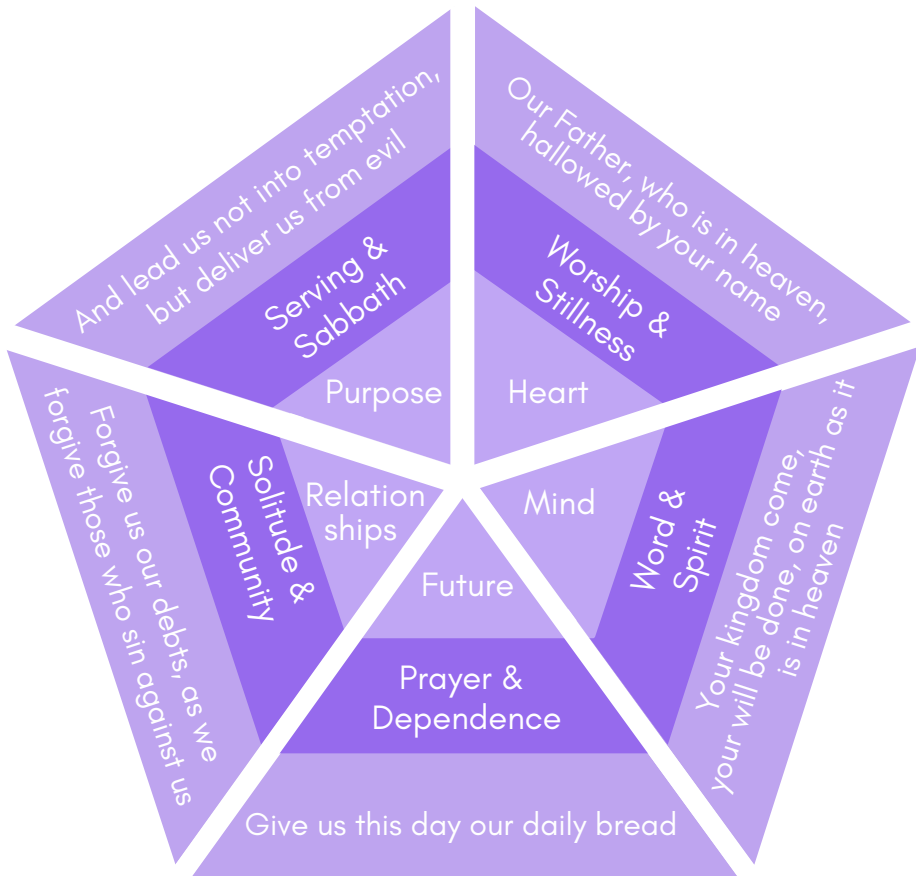 Our Father, who is in heaven,
hallowed by your name
Worship &
Stillness
Heart
Your kingdom come,
your will be done, on earth as it
is in heaven
Word &
Spirit
Mind
Give us this day our daily bread
Prayer &
Dependence
Future
Forgive us our debts, as we
forgive those who sin against us
Solitude &
Community
Relation
ships
And lead us not into temptation,
but deliver us from evil
Serving &
Sabbath
Purpose